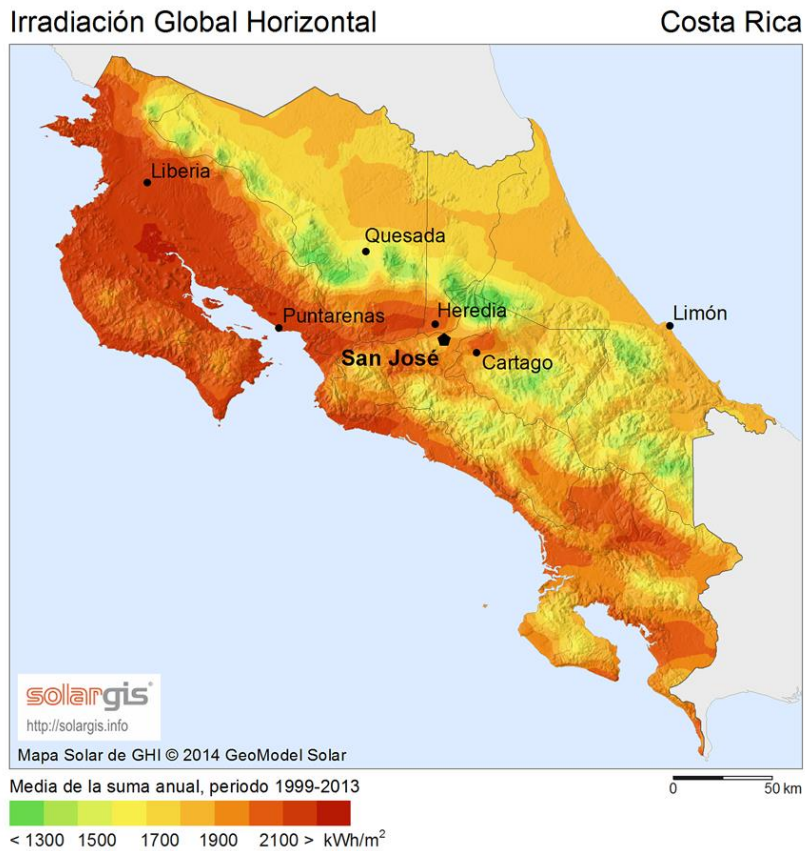 Irradiación Global Horizontal
Costa Rica
Liberia
Quesada
Puntarenas
Heredia
Limón
San José
Cartago
solargis®
http://solargis.info
Mapa Solar de GHI © 2014 GeoModel Solar
Media de la suma anual, periodo 1999-2013
0 50 km
< 1300 1500 1700 1900 2100 > kWh/m²